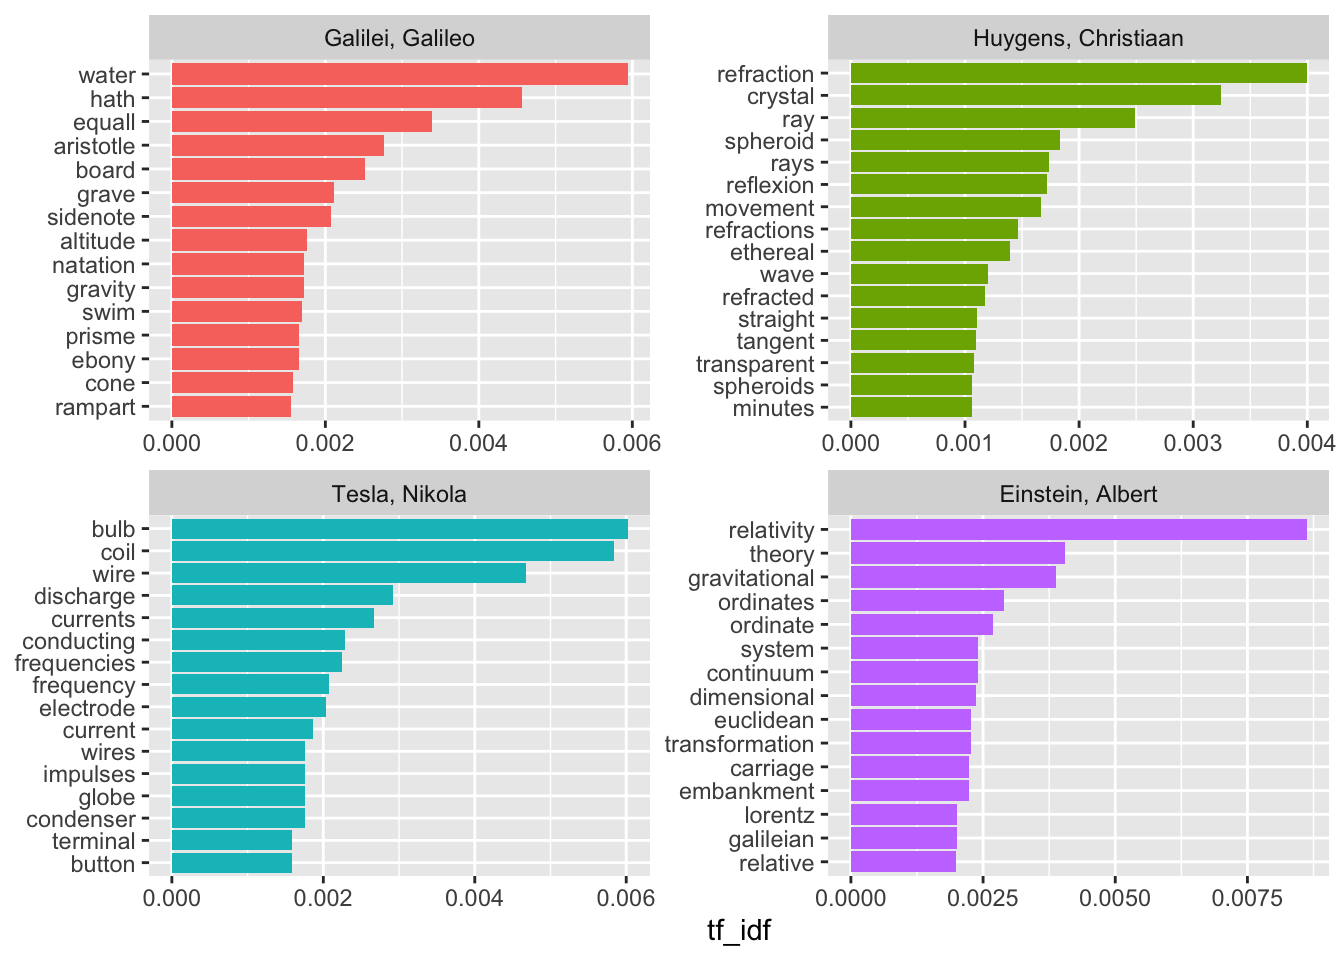 Galilei, Galileo
water
hath
equall
aristotle
board
grave
sidenote
altitude
natation
gravity
swim
prisme
ebony
cone
rampart
0.000 0.002 0.004 0.006
Huygens, Christiaan
refraction
crystal
ray
spheroid
rays
reflexion
movement
refractions
ethereal
wave
refracted
straight
tangent
transparent
spheroids
minutes
0.000 0.001 0.002 0.003 0.004
Tesla, Nikola
bulb
coil
wire
discharge
currents
conducting
frequencies
frequency
electrode
current
wires
impulses
globe
condenser
terminal
button
0.000 0.002 0.004 0.006
Einstein, Albert
relativity
theory
gravitational
ordinates
ordinate
system
continuum
dimensional
euclidean
transformation
carriage
embankment
lorentz
galileian
relative
0.0000 0.0025 0.0050 0.0075
tf_idf